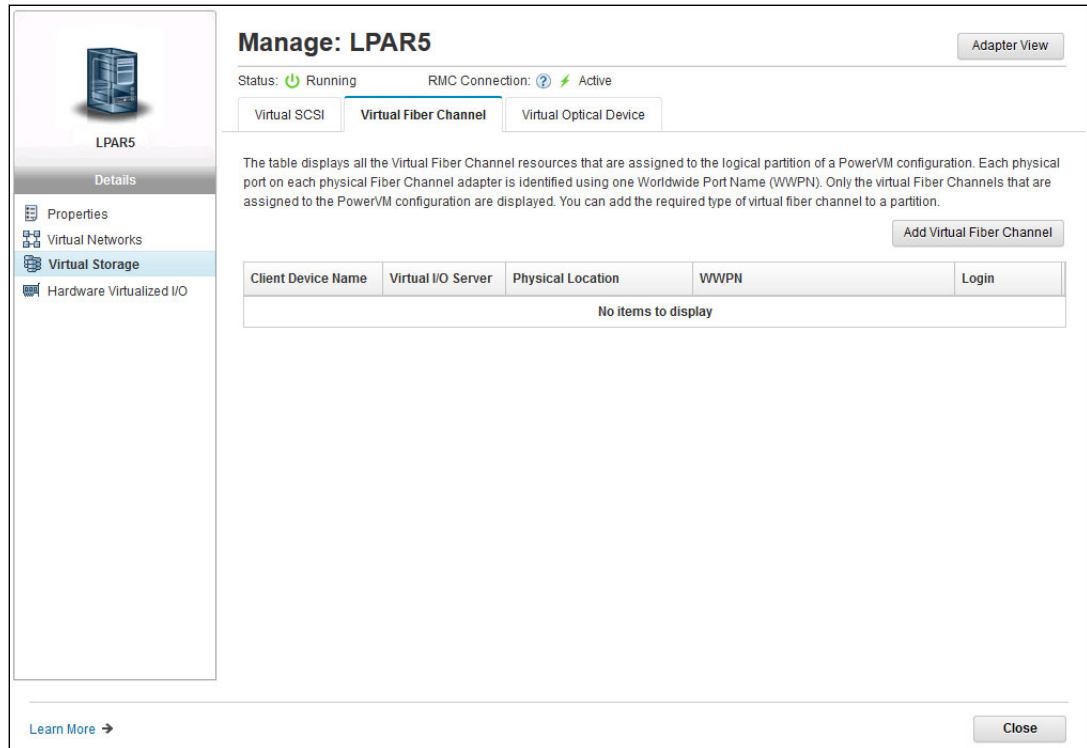 Manage: LPAR5
Adapter View
Status: Running RMC Connection: ? Active
Virtual SCSI Virtual Fiber Channel Virtual Optical Device
LPAR5
Details
Properties
Virtual Networks
Virtual Storage
Hardware Virtualized I/O
The table displays all the Virtual Fiber Channel resources that are assigned to the logical partition of a PowerVM configuration. Each physical
port on each physical Fiber Channel adapter is identified using one Worldwide Port Name (WWPN). Only the virtual Fiber Channels that are
assigned to the PowerVM configuration are displayed. You can add the required type of virtual fiber channel to a partition.
Add Virtual Fiber Channel
Client Device Name Virtual I/O Server Physical Location WWPN Login
No items to display
Learn More
Close